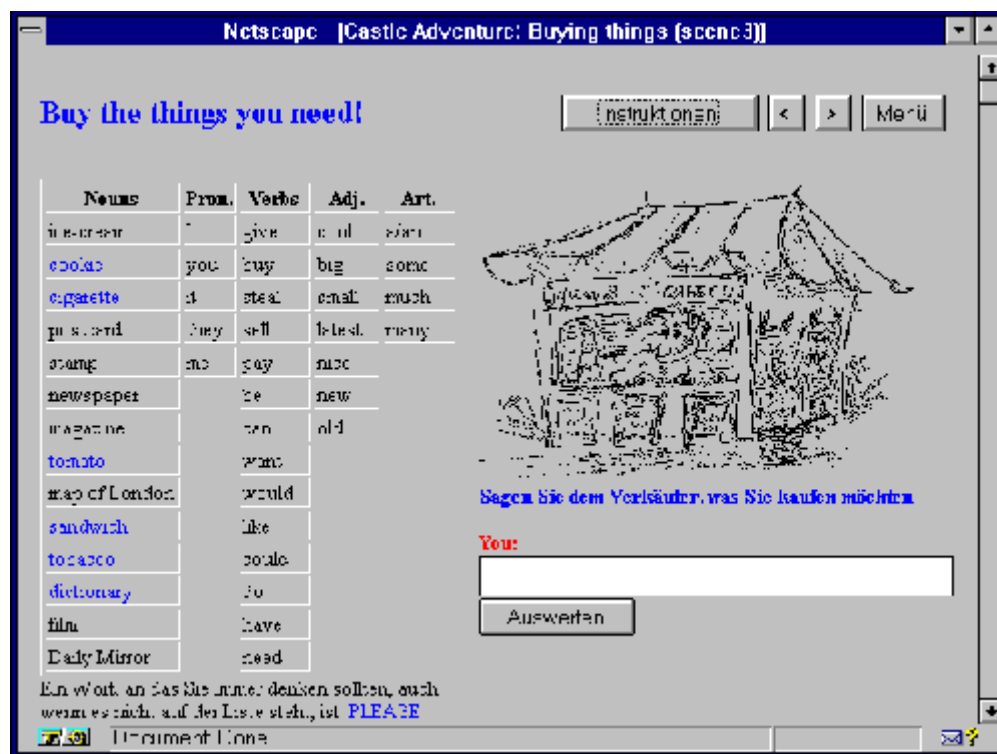 Netscape [Castle Adventure: Buying things (scene3)]
Buy the things you need!
Instruktionen < > Menü
Nouns Pron. Verbs Adj. Art.
ice-cream I give cool a/an
cookie you buy big some
cigarette it steal small much
postcard they sell latest many
stamp me pay nice
newspaper be new
magazine can old
tomato want
map of London would
sandwich like
tobacco could
dictionary do
film have
Daily Mirror need
Sagen Sie dem Verkäufer, was Sie kaufen möchten
You:
Auswerten
Ein Wort, an das Sie immer denken sollten, auch
wenn es nicht auf der Liste steht, ist PLEASE
Document Done